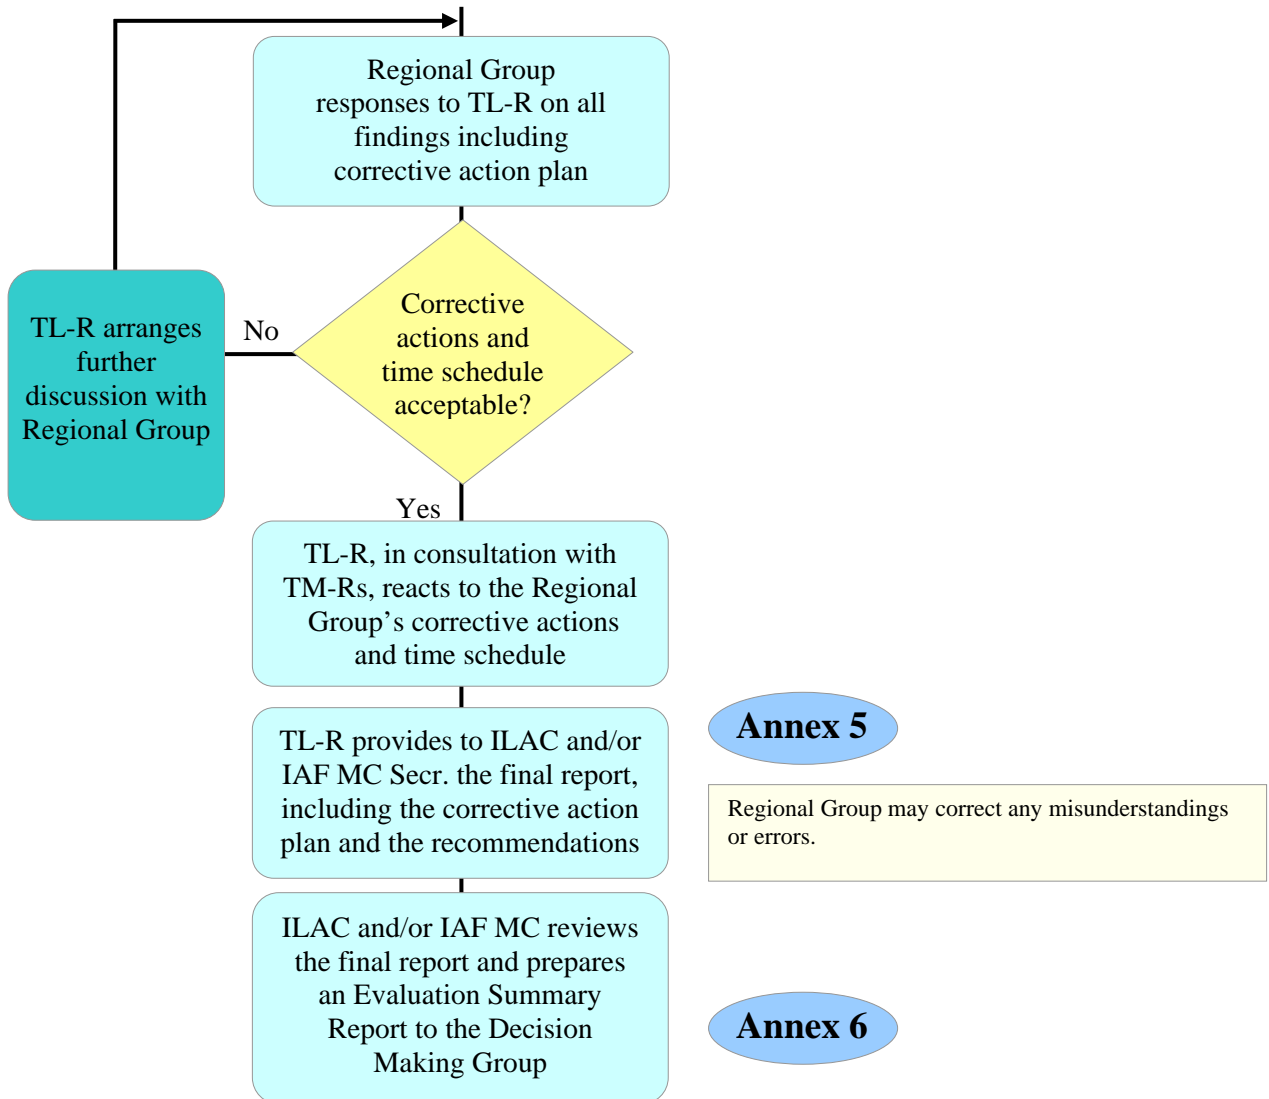 Regional Group
responses to TL-R on all
findings including
corrective action plan
TL-R arranges
further
discussion with
Regional Group
No
Corrective
actions and
time schedule
acceptable?
Yes
TL-R, in consultation with
TM-Rs, reacts to the Regional
Group’s corrective actions
and time schedule
TL-R provides to ILAC and/or
IAF MC Secr. the final report,
including the corrective action
plan and the recommendations
Annex 5
Regional Group may correct any misunderstandings
or errors.
ILAC and/or IAF MC reviews
the final report and prepares
an Evaluation Summary
Report to the Decision
Making Group
Annex 6